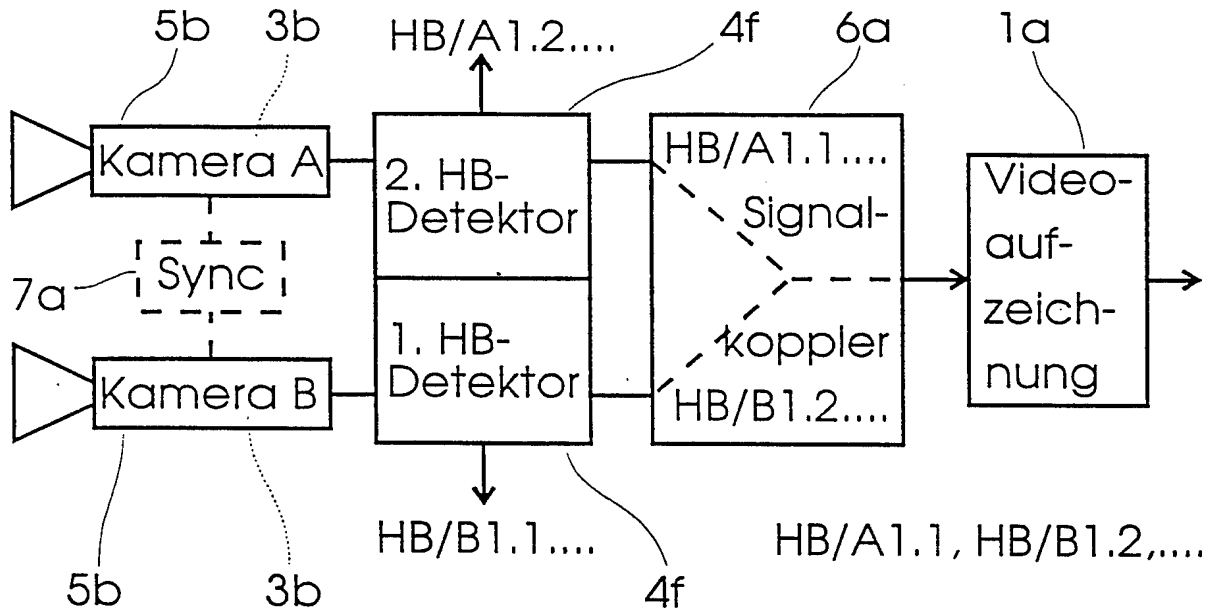 5b
3b
HB/A1.2....
4f
6a
1a
Kamera A
2. HB-
Detektor
HB/A1.1....
Signal-
koppler
HB/B1.2....
Video-
auf-
zeich-
nung
7a
Sync
1. HB-
Detektor
Kamera B
HB/B1.1....
HB/A1.1, HB/B1.2,....
5b
3b
4f